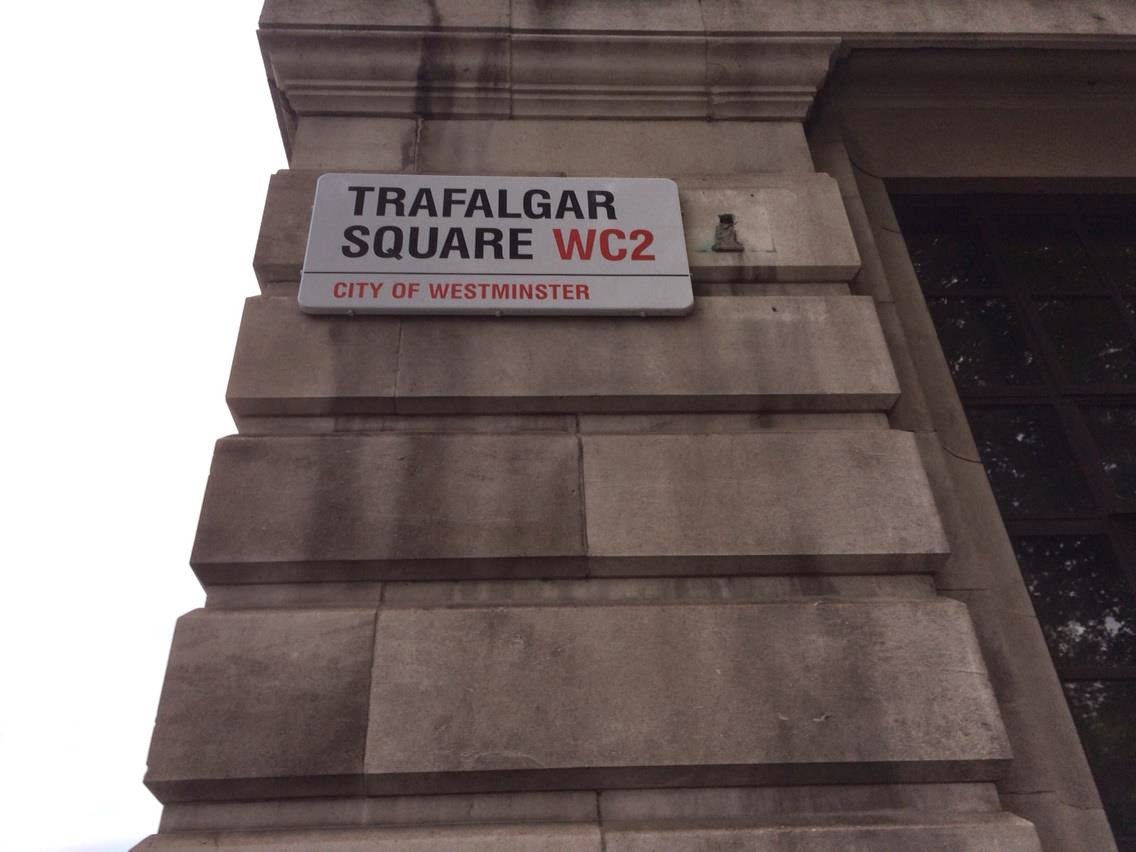 TRAFALGAR
SQUARE WC2
CITY OF WESTMINSTER